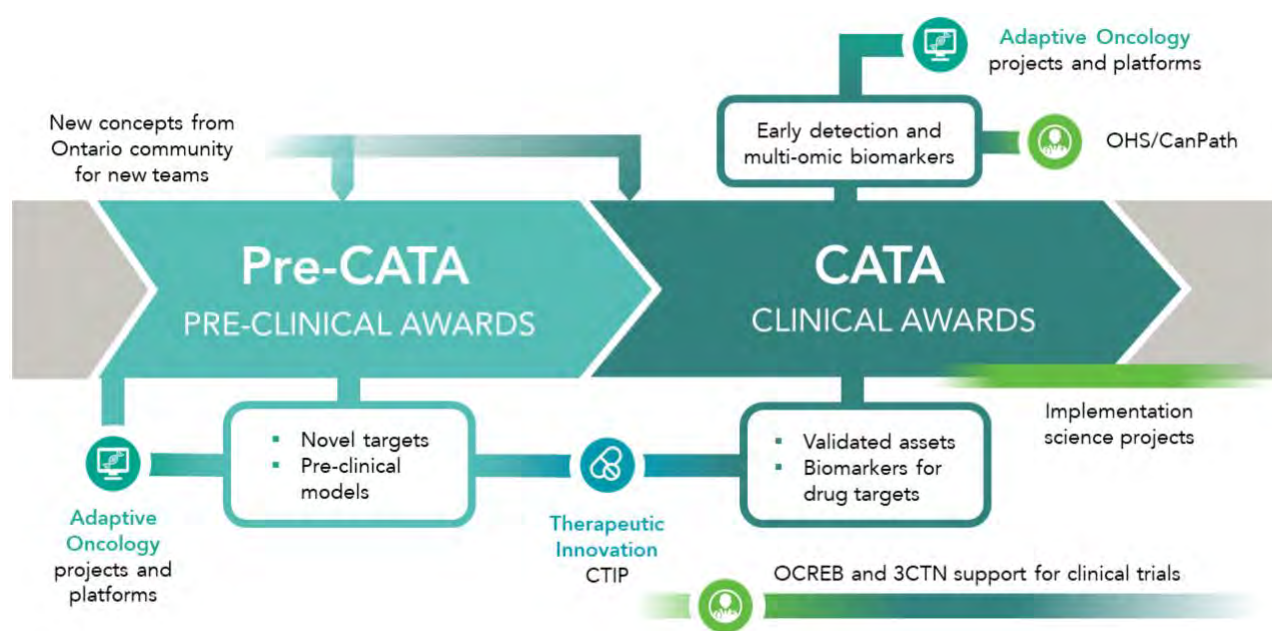 Adaptive Oncology
projects and platforms
New concepts from
Ontario community
for new teams
Early detection and
multi-omic biomarkers
OHS/CanPath
Pre-CATA
PRE-CLINICAL AWARDS
CATA
CLINICAL AWARDS
Implementation
science projects
▪ Novel targets
▪ Pre-clinical
models
▪ Validated assets
▪ Biomarkers for
drug targets
Adaptive
Oncology
projects and
platforms
Therapeutic
Innovation
CTIP
OCREB and 3CTN support for clinical trials